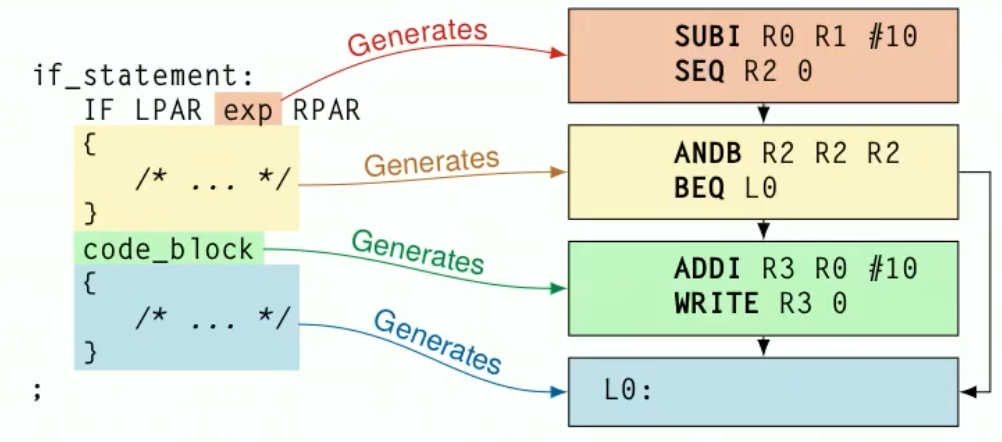 if_statement:
IF LPAR exp RPAR
{
/* ... */
}
code_block
{
/* ... */
}
;
Generates
Generates
Generates
Generates
SUBI R0 R1 #10
SEQ R2 0
ANDB R2 R2 R2
BEQ L0
ADDI R3 R0 #10
WRITE R3 0
L0: